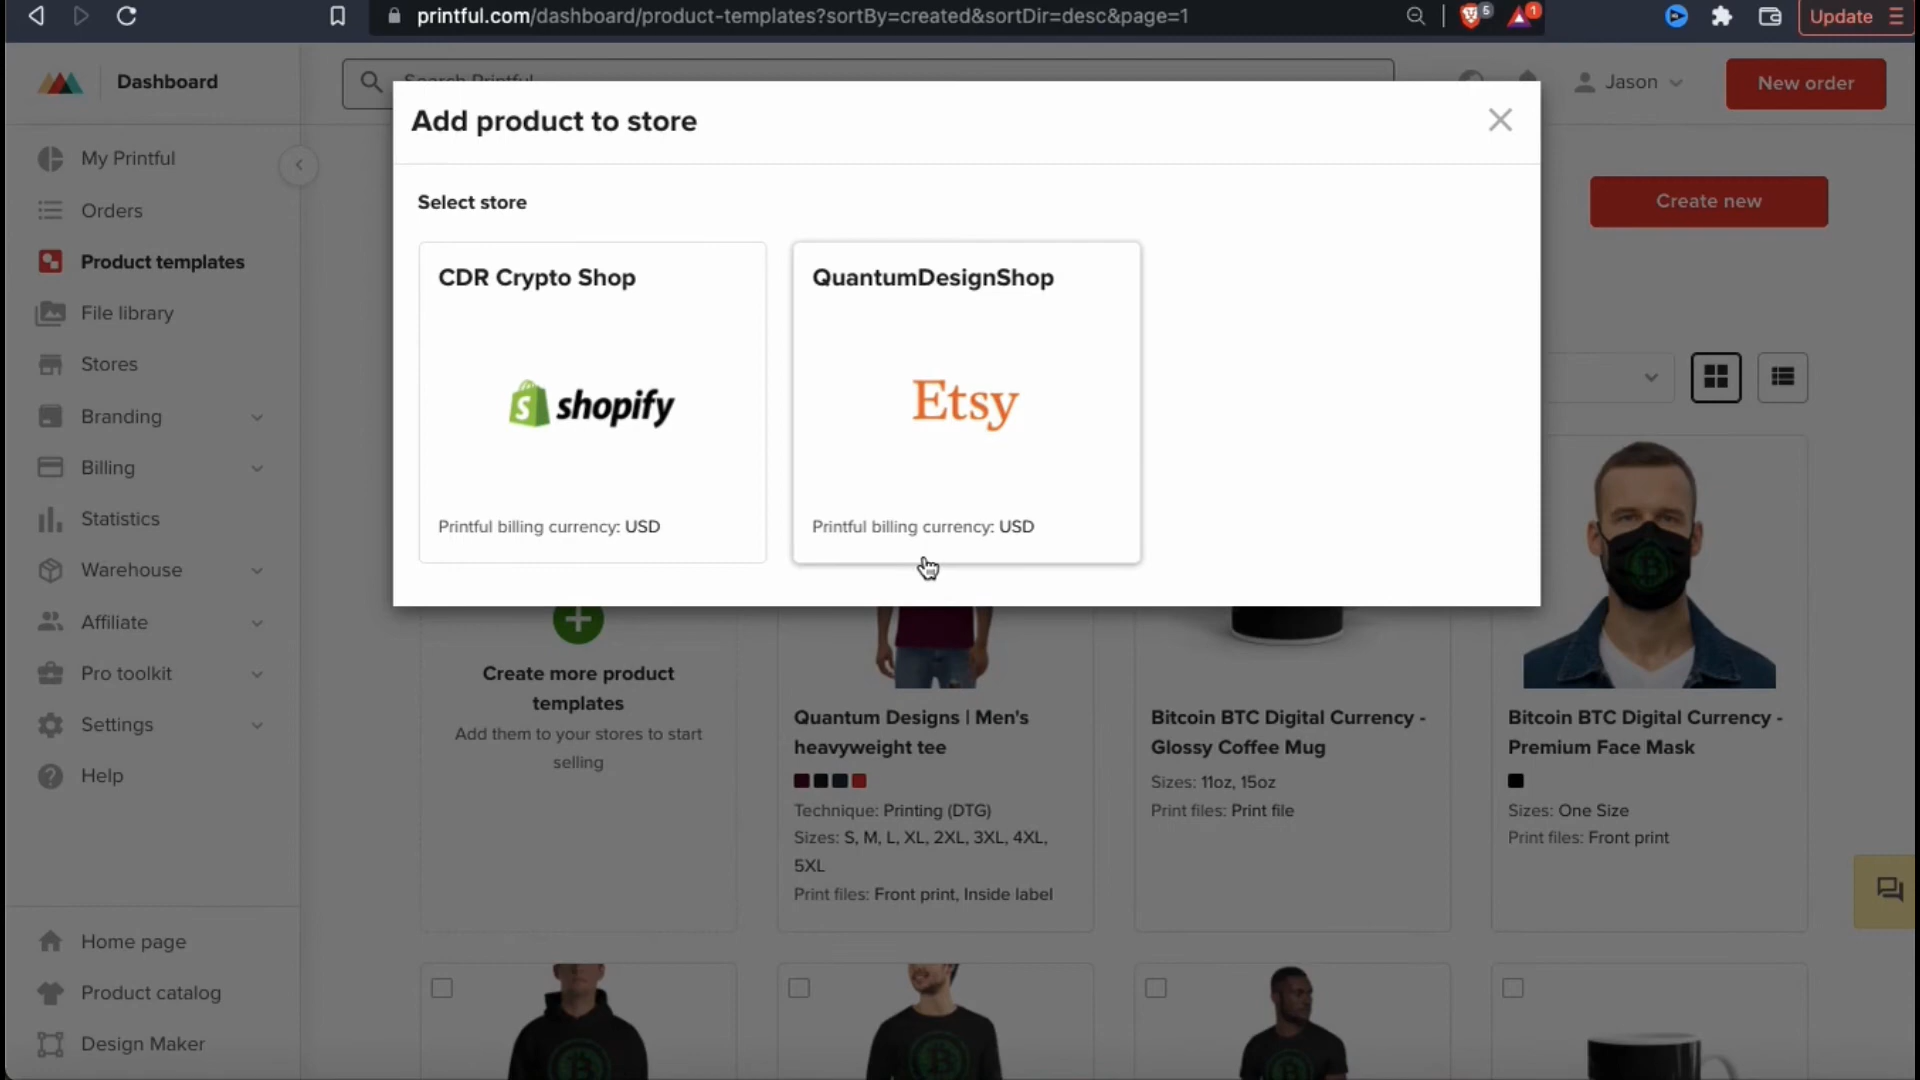 printful.com/dashboard/product-templates?sortBy=created&sortDir=desc&page=1
5
1
Update
Dashboard
Search Printful
Jason
New order
Add product to store
My Printful
Orders
Product templates
File library
Stores
Branding
Billing
Statistics
Warehouse
Affiliate
Pro toolkit
Settings
Help
Home page
Product catalog
Design Maker
Select store
Create new
CDR Crypto Shop
shopify
Printful billing currency: USD
QuantumDesignShop
Etsy
Printful billing currency: USD
Create more product
templates
Add them to your stores to start
selling
Quantum Designs | Men's
heavyweight tee
Technique: Printing (DTG)
Sizes: S, M, L, XL, 2XL, 3XL, 4XL,
5XL
Print files: Front print, Inside label
Bitcoin BTC Digital Currency -
Glossy Coffee Mug
Sizes: 11oz, 15oz
Print files: Print file
Bitcoin BTC Digital Currency -
Premium Face Mask
Sizes: One Size
Print files: Front print